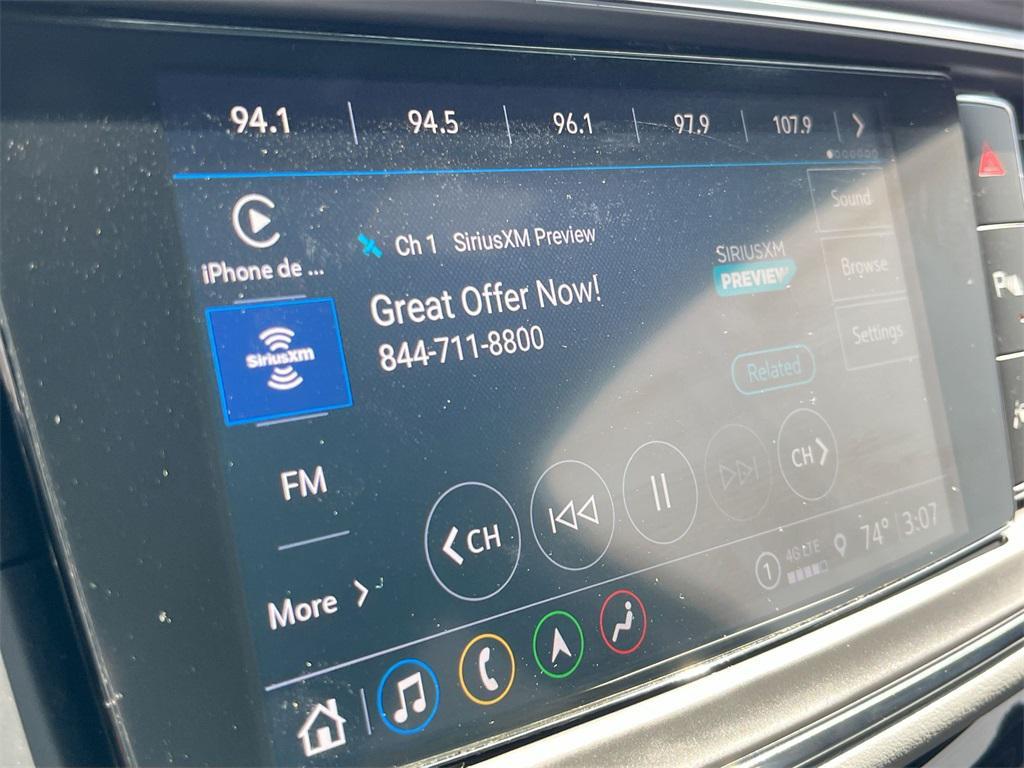 94.1 94.5 96.1 97.9 107.9
iPhone de ...
Ch 1 SiriusXM Preview
SIRIUSXM
PREVIEW
Sound
Browse
Settings
SiriusXM
Great Offer Now!
844-711-8800
Related
FM
CH
CH
More
1
4G LTE
74° 3:07